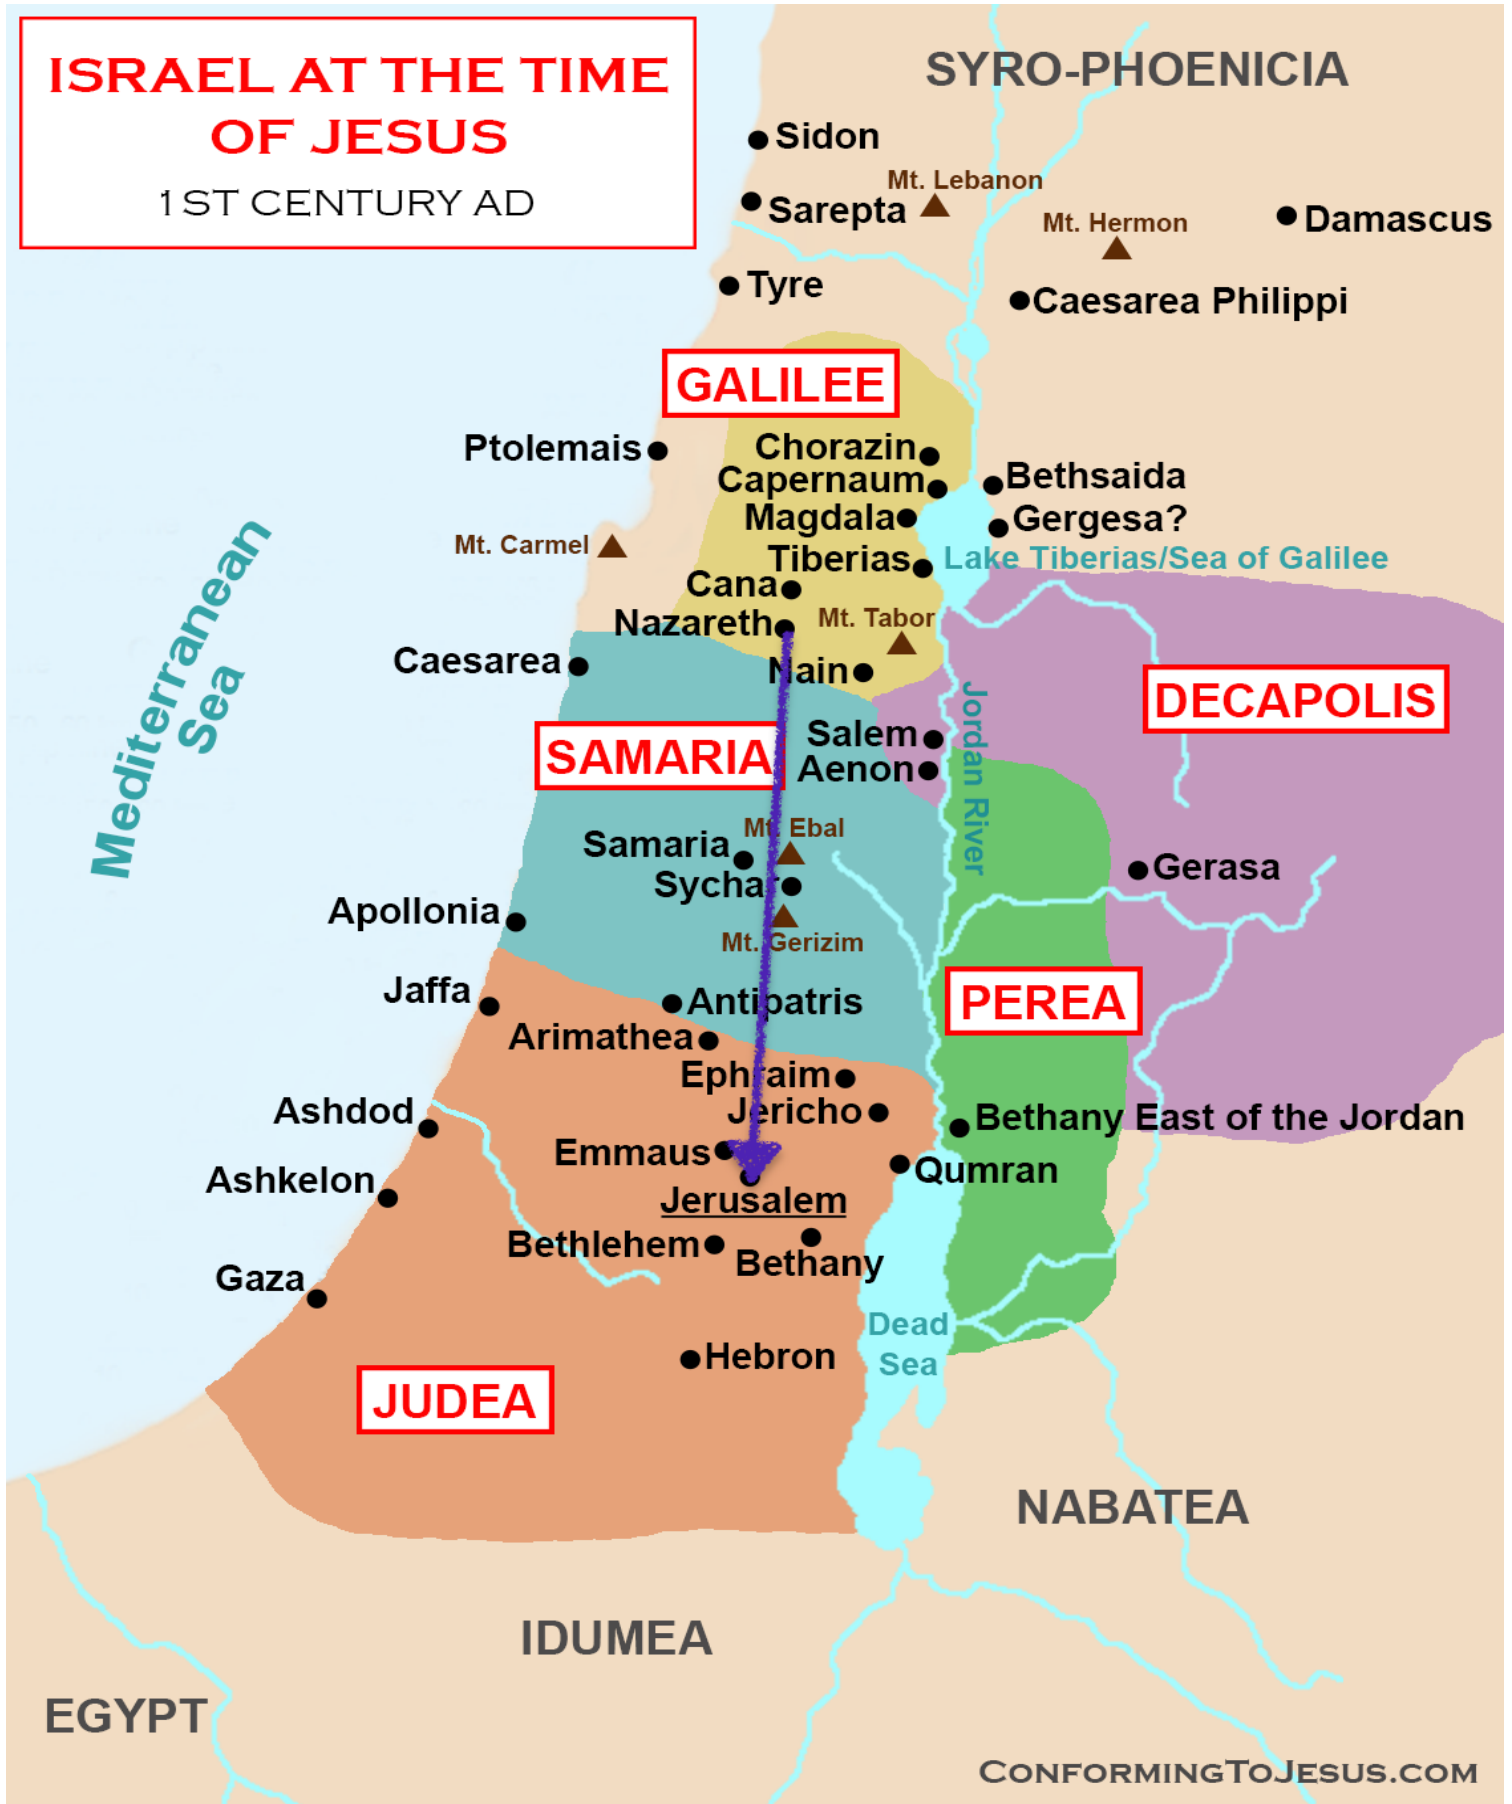 ISRAEL AT THE TIME
OF JESUS
1ST CENTURY AD
SYRO-PHOENICIA
Sidon
Mt. Lebanon
Sarepta
Mt. Hermon
Damascus
Tyre
Caesarea Philippi
GALILEE
Ptolemais
Chorazin
Capernaum
Bethsaida
Magdala
Gergesa?
Mt. Carmel
Tiberias
Lake Tiberias/Sea of Galilee
Cana
Nazareth
Mt. Tabor
Caesarea
Nain
Mediterranean
Sea
DECAPOLIS
Jordan River
SAMARIA
Salem
Aenon
Mt. Ebal
Samaria
Sychar
Gerasa
Apollonia
Mt. Gerizim
Jaffa
Antipatris
PEREA
Arimathea
Ephraim
Ashdod
Jericho
Bethany East of the Jordan
Emmaus
Qumran
Ashkelon
Jerusalem
Bethlehem
Bethany
Gaza
Dead
Sea
Hebron
JUDEA
NABATEA
IDUMEA
EGYPT
CONFORMINGTOJESUS.COM